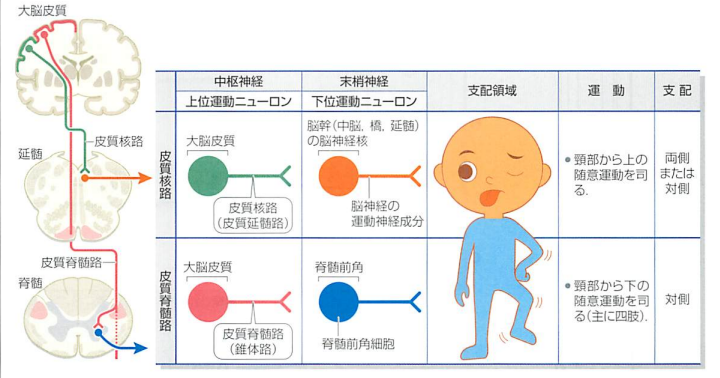 大脳皮質
皮質核路
延髄
皮質脊髄路
脊髄
中枢神経
末梢神経
支配領域
運動
支配
上位運動ニューロン
下位運動ニューロン
皮質核路
大脳皮質
皮質核路
(皮質延髄路)
脳幹(中脳, 橋, 延髄)
の脳神経核
脳神経の
運動神経成分
●頸部から上の
随意運動を司
る.
両側
または
対側
皮質脊髄路
大脳皮質
皮質脊髄路
(錐体路)
脊髄前角
脊髄前角細胞
●頸部から下の
随意運動を司
る(主に四肢).
対側